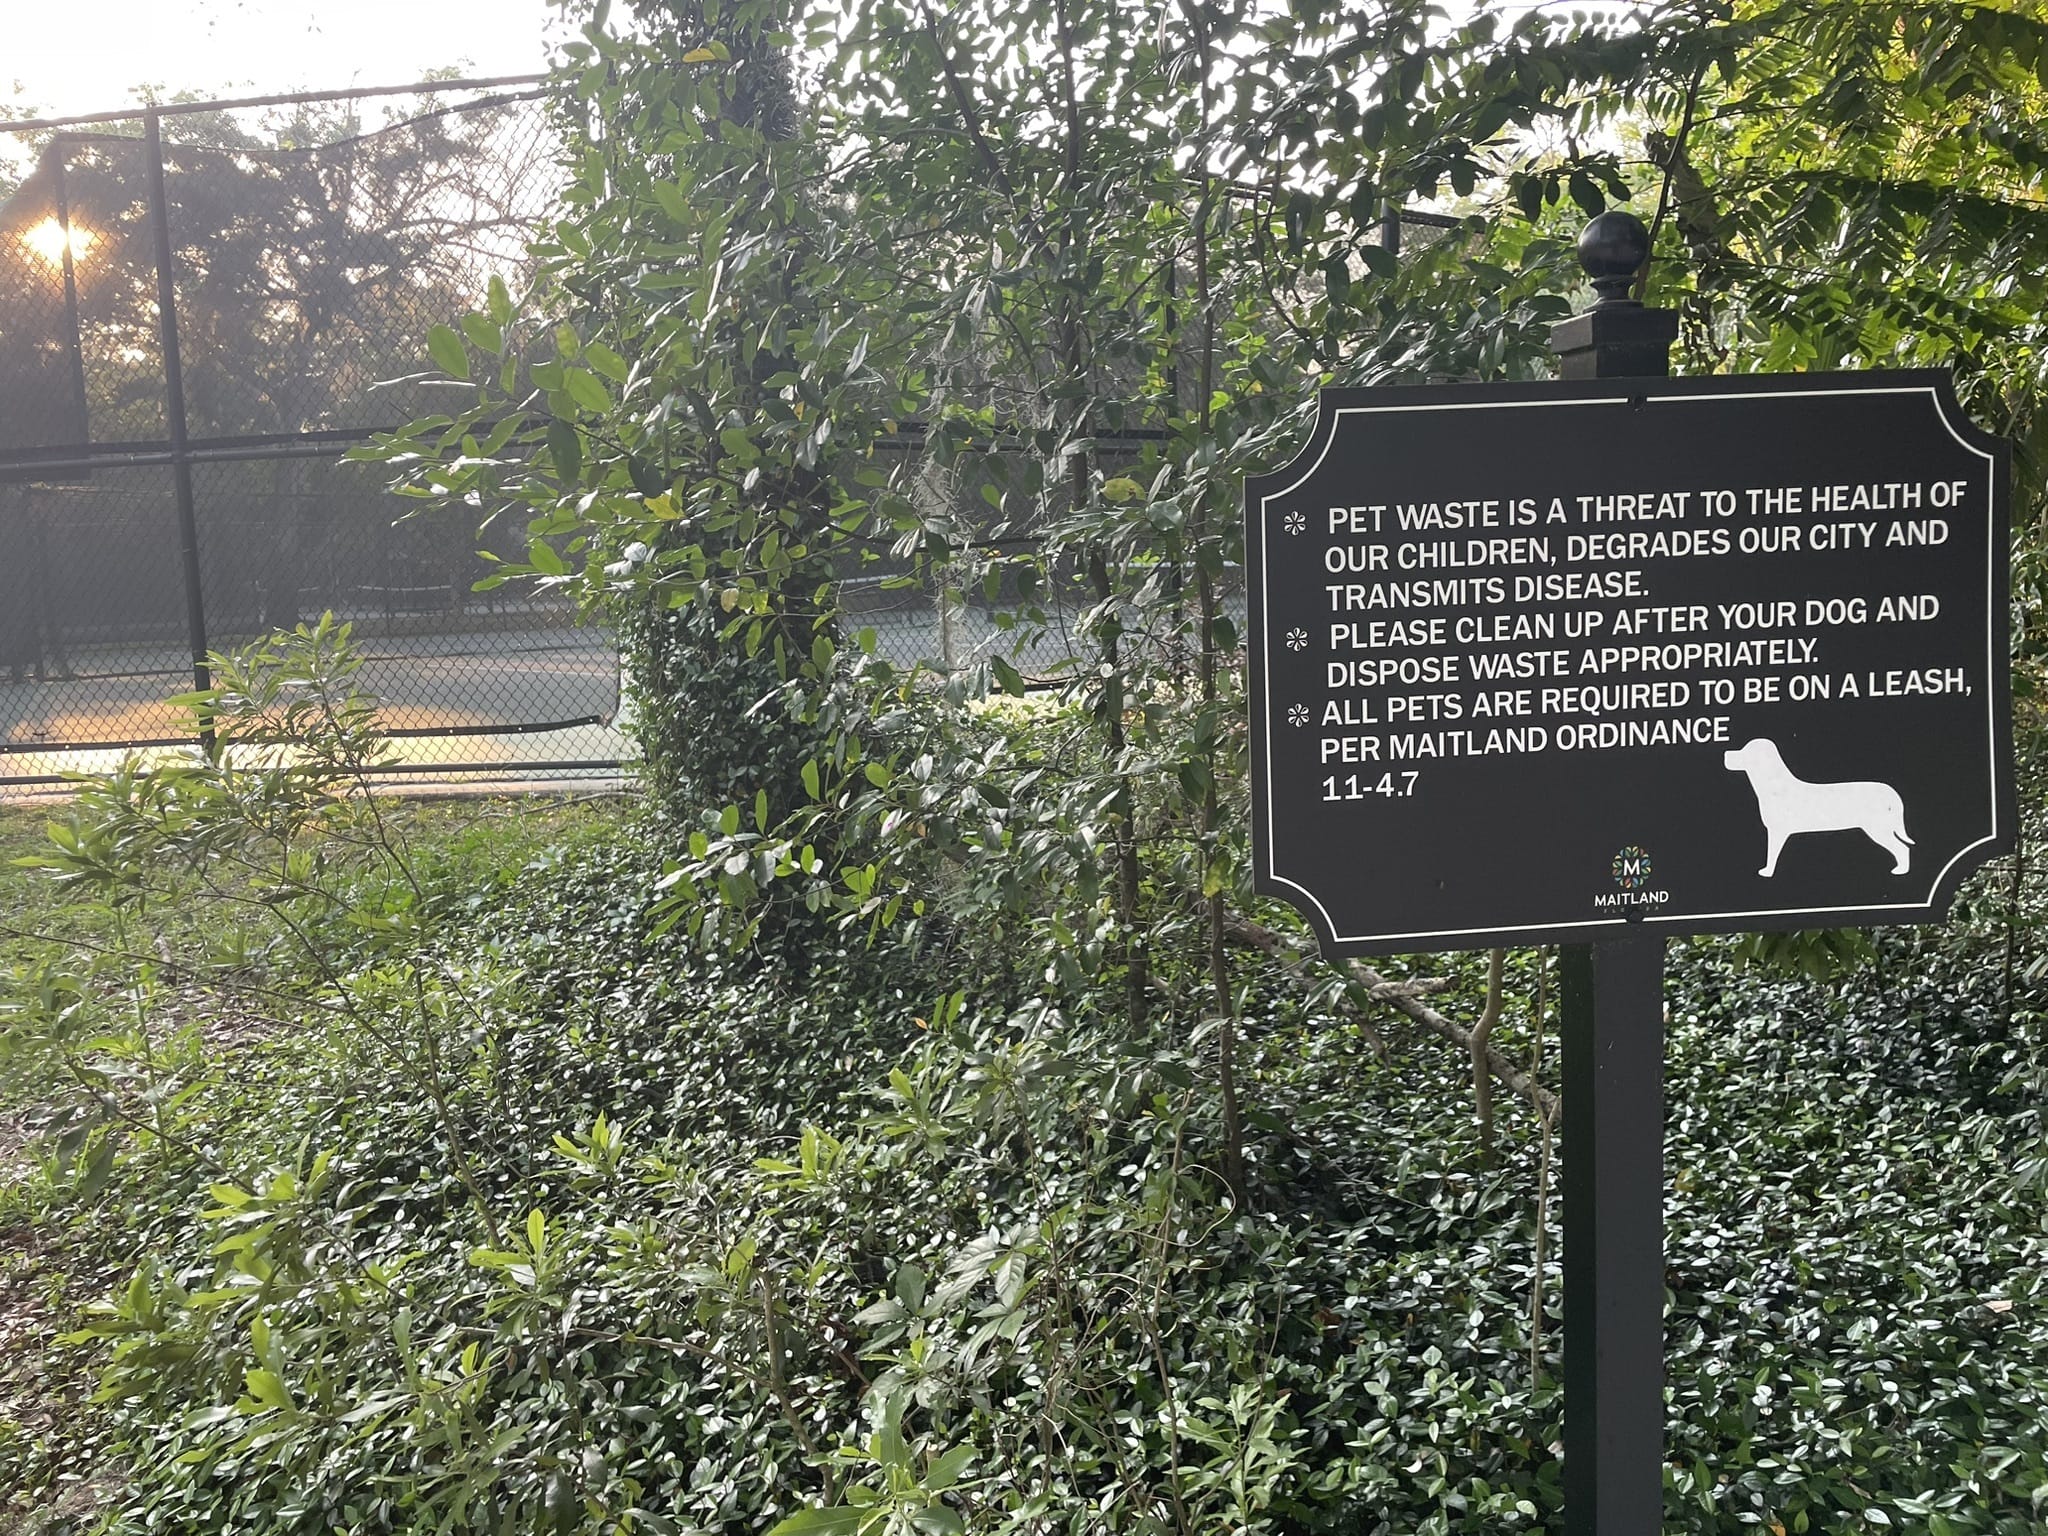 PET WASTE IS A THREAT TO THE HEALTH OF
OUR CHILDREN, DEGRADES OUR CITY AND
TRANSMITS DISEASE.
PLEASE CLEAN UP AFTER YOUR DOG AND
DISPOSE WASTE APPROPRIATELY.
ALL PETS ARE REQUIRED TO BE ON A LEASH,
PER MAITLAND ORDINANCE
11-4.7
M
MAITLAND
FLORIDA